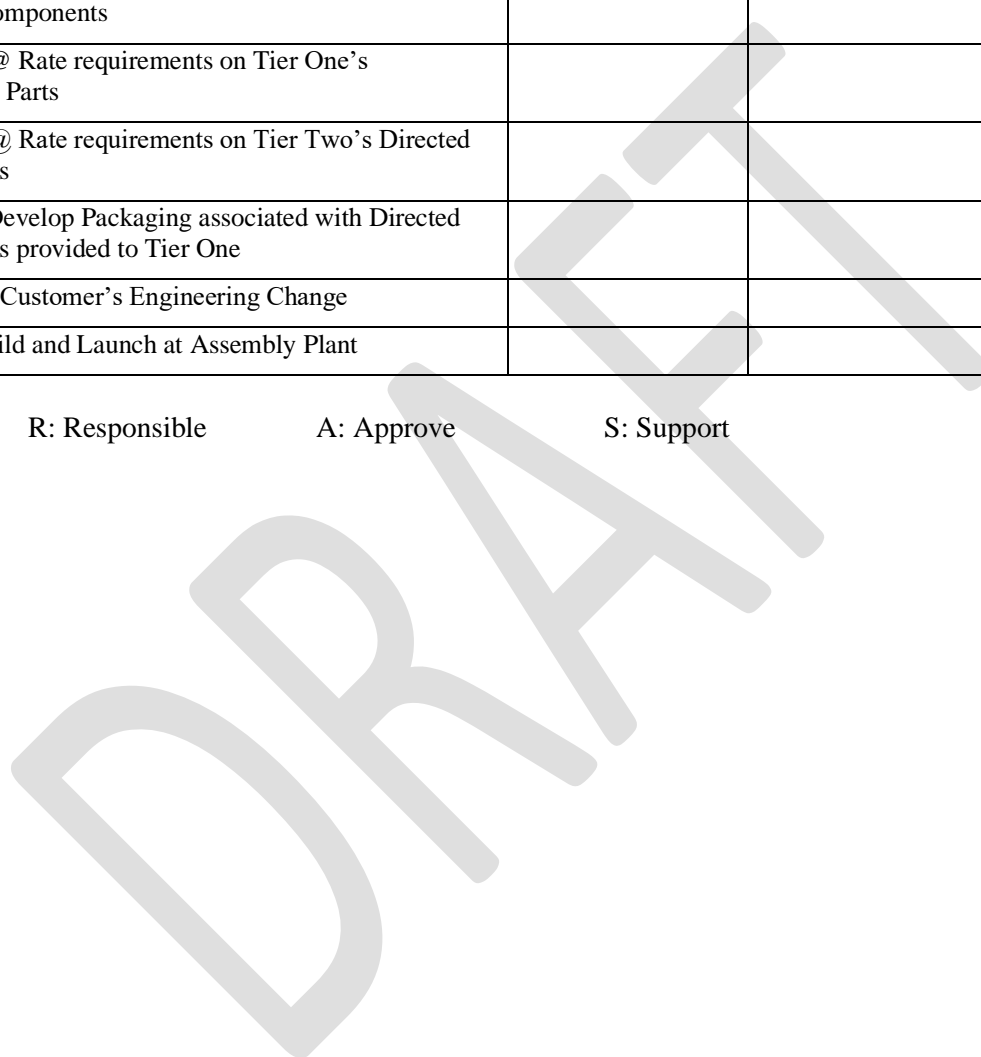 omponents
@ Rate requirements on Tier One's
Parts
@ Rate requirements on Tier Two's Directed
s
Develop Packaging associated with Directed
s provided to Tier One
Customer's Engineering Change
ild and Launch at Assembly Plant
R: Responsible A: Approve S: Support
DRAFT